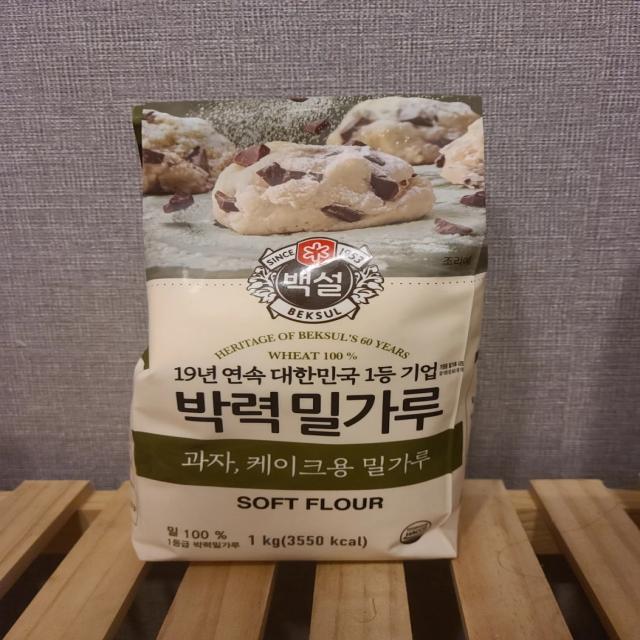 조리예
SINCE 1953
백설
BEKSUL
HERITAGE OF BEKSUL'S 60 YEARS
WHEAT 100 %
19년 연속 대한민국 1등 기업
박력 밀가루
과자, 케이크용 밀가루
SOFT FLOUR
밀 100 %
1등급 박력밀가루
1 kg(3550 kcal)